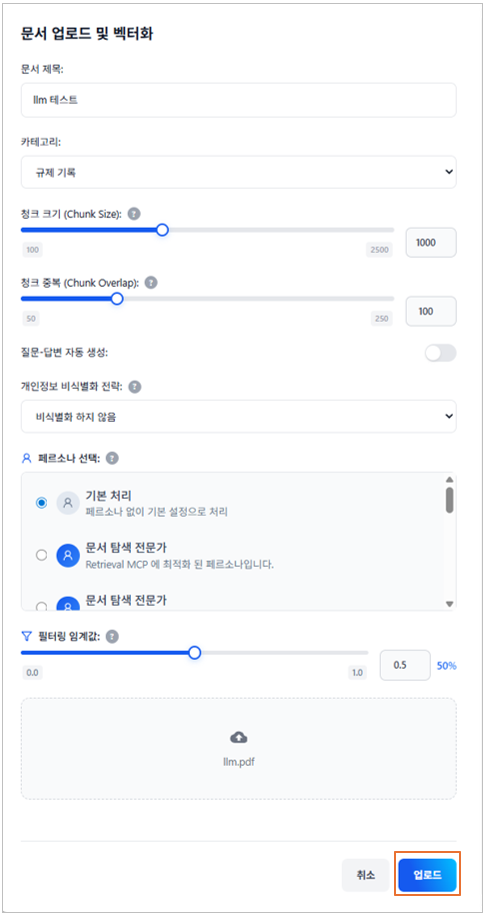 문서 업로드 및 벡터화
문서 제목:
llm 테스트
카테고리:
규제 기록
청크 크기 (Chunk Size): ?
1000
100 2500
청크 중복 (Chunk Overlap): ?
100
50 250
질문-답변 자동 생성:
개인정보 비식별화 전략: ?
비식별화 하지 않음
페르소나 선택: ?
기본 처리
페르소나 없이 기본 설정으로 처리
문서 탐색 전문가
Retrieval MCP 에 최적화 된 페르소나입니다.
문서 탐색 전문가
필터링 임계값: ?
0.5 50%
0.0 1.0
llm.pdf
취소 업로드